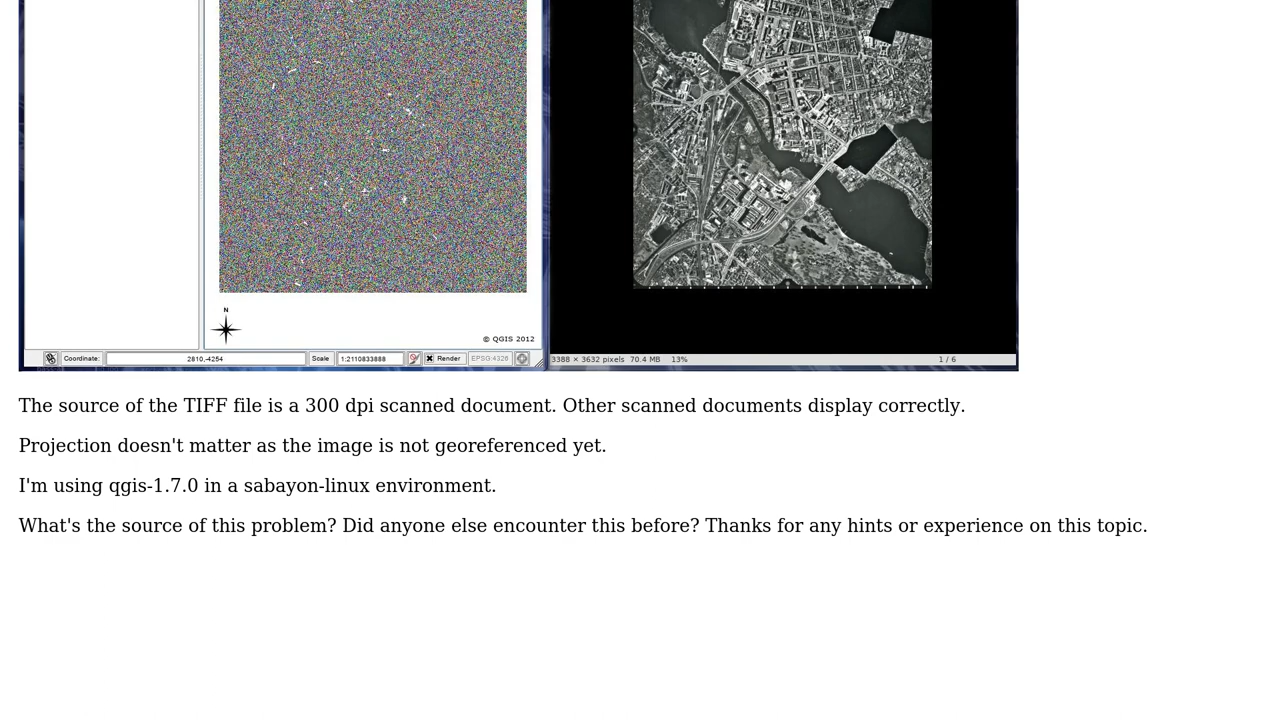 N
© QGIS 2012
Coordinate: 2810,-4254 Scale 1:2110833888 Render EPSG:4326
3388 × 3632 pixels 70.4 MB 13% 1 / 6
The source of the TIFF file is a 300 dpi scanned document. Other scanned documents display correctly.
Projection doesn't matter as the image is not georeferenced yet.
I'm using qgis-1.7.0 in a sabayon-linux environment.
What's the source of this problem? Did anyone else encounter this before? Thanks for any hints or experience on this topic.